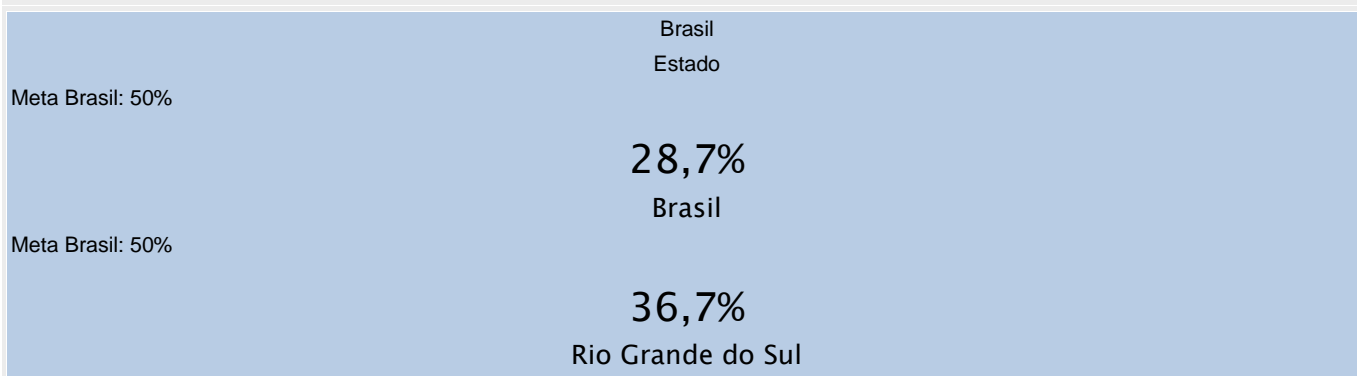 Brasil
Estado
Meta Brasil: 50%
28,7%
Brasil
Meta Brasil: 50%
36,7%
Rio Grande do Sul